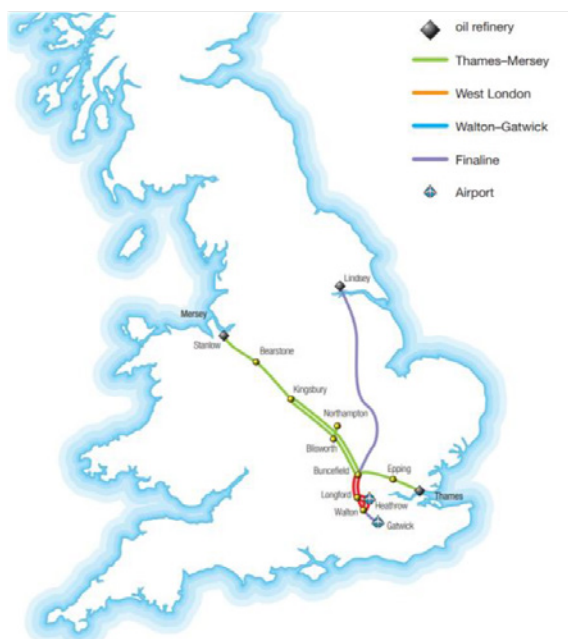 oil refinery
Thames–Mersey
West London
Walton–Gatwick
Finaline
Airport
Lindsey
Mersey
Stanlow
Bearstone
Kingsbury
Northampton
Blisworth
Buncefield
Epping
Longford
Thames
Heathrow
Walton
Gatwick